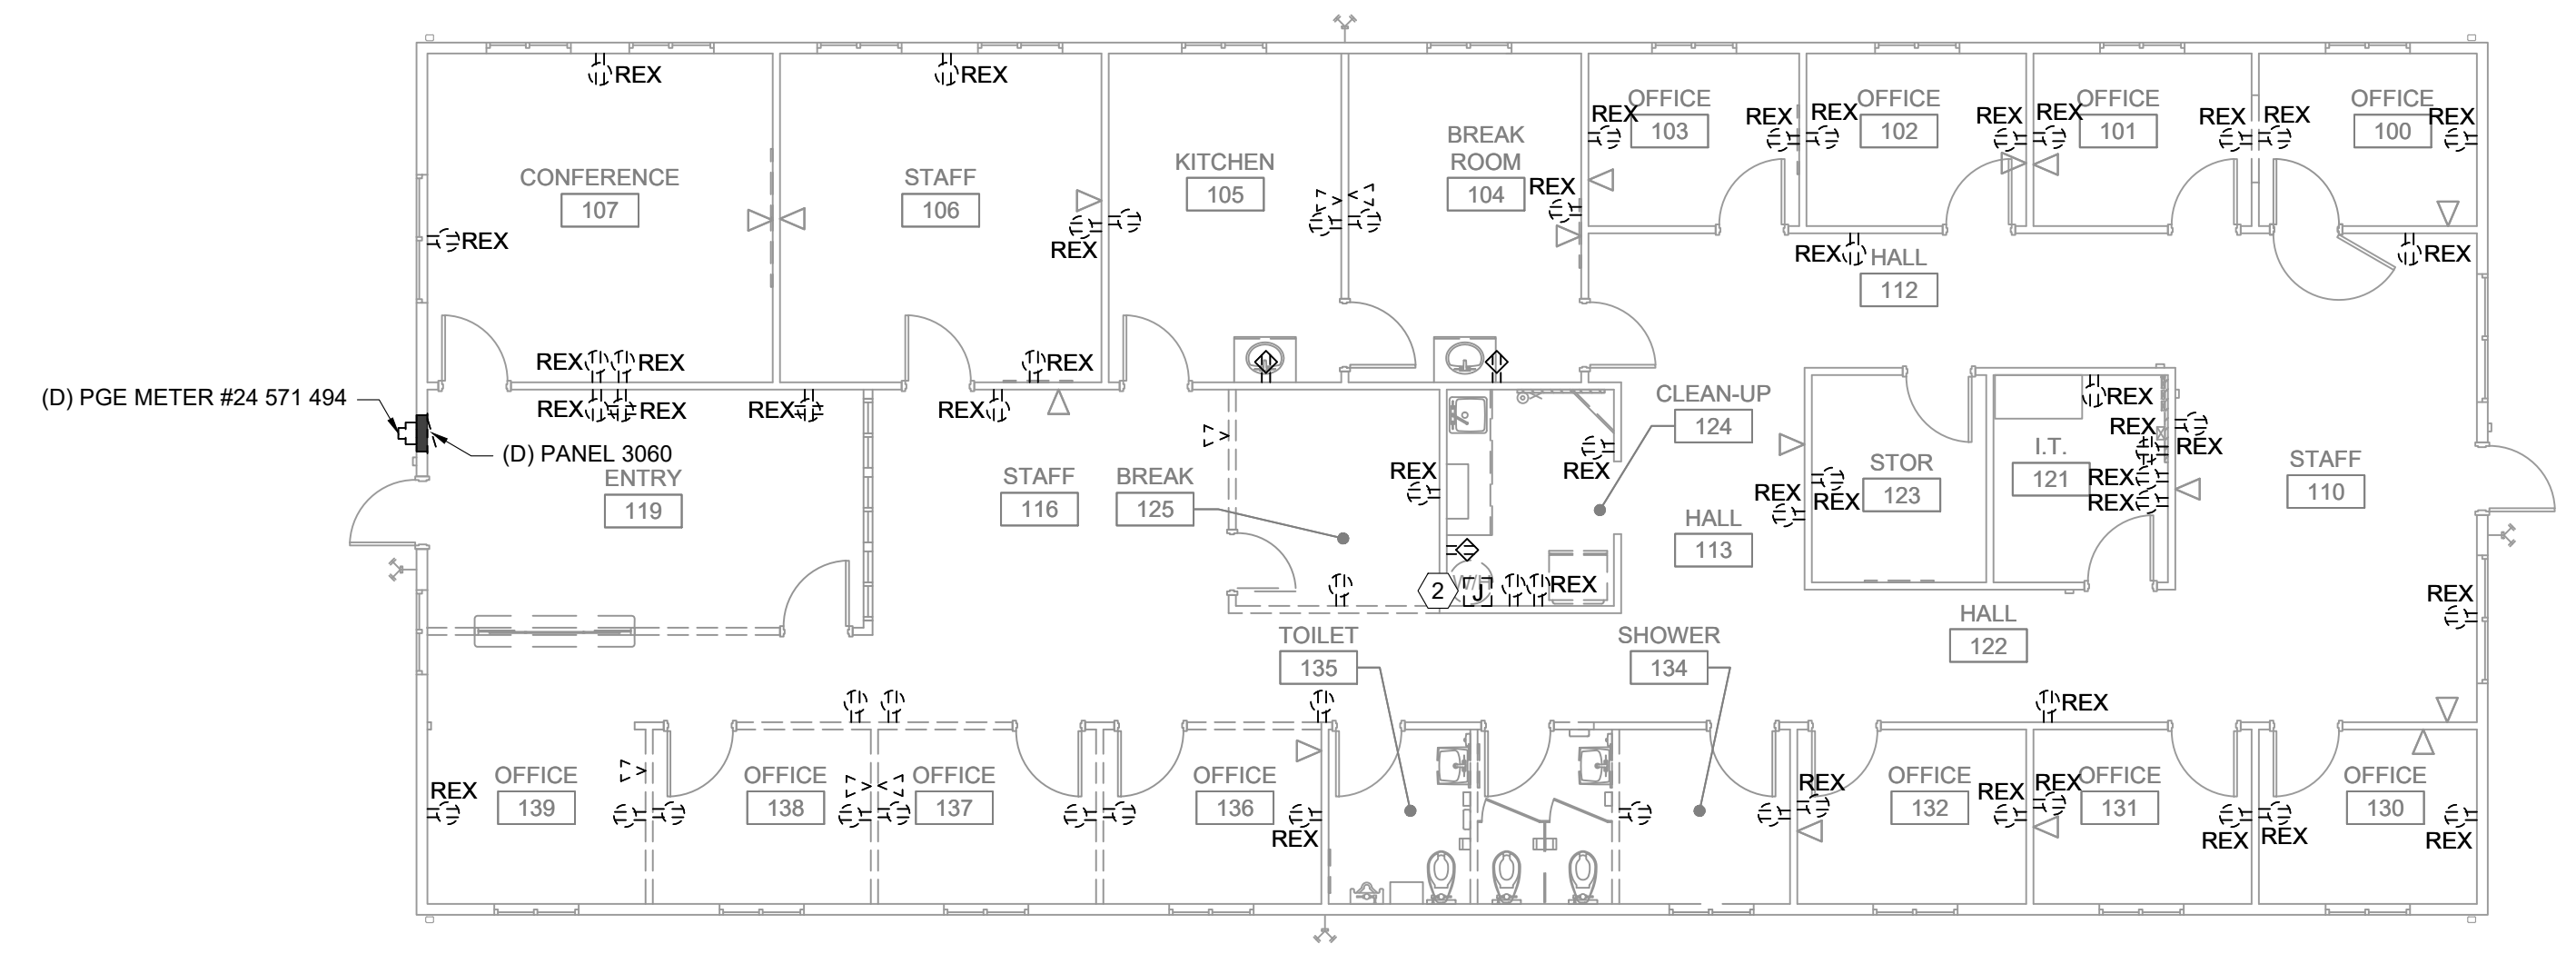 REX
REX
OFFICE
103
REX
REX
OFFICE
102
REX
REX
OFFICE
101
REX
REX
OFFICE
100
REX
REX
BREAK
ROOM
104
REX
KITCHEN
105
CONFERENCE
107
STAFF
106
REX
REX
REX
HALL
112
REX
REX
REX
REX
(D) PGE METER #24 571 494
REX
REX
REX
REX
REX
CLEAN-UP
124
REX
(D) PANEL 3060
ENTRY
119
STAFF
116
BREAK
125
REX
REX
HALL
113
REX
REX
STOR
123
I.T.
121
REX
REX
REX
REX
STAFF
110
2
W/H
J
REX
REX
TOILET
135
SHOWER
134
HALL
122
REX
OFFICE
139
REX
OFFICE
138
OFFICE
137
OFFICE
136
REX
REX
OFFICE
132
REX
REX
OFFICE
131
REX
REX
OFFICE
130
REX